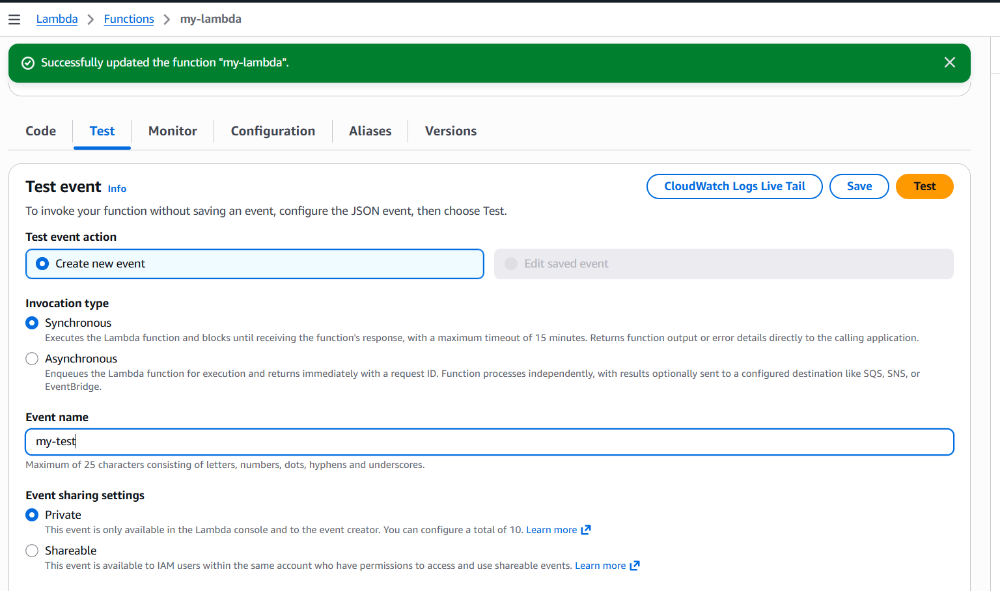 Lambda > Functions > my-lambda
Successfully updated the function "my-lambda".
Code Test Monitor Configuration Aliases Versions
Test event Info CloudWatch Logs Live Tail Save Test
To invoke your function without saving an event, configure the JSON event, then choose Test.
Test event action
Create new event Edit saved event
Invocation type
Synchronous
Executes the Lambda function and blocks until receiving the function's response, with a maximum timeout of 15 minutes. Returns function output or error details directly to the calling application.
Asynchronous
Enqueues the Lambda function for execution and returns immediately with a request ID. Function processes independently, with results optionally sent to a configured destination like SQS, SNS, or
EventBridge.
Event name
my-test
Maximum of 25 characters consisting of letters, numbers, dots, hyphens and underscores.
Event sharing settings
Private
This event is only available in the Lambda console and to the event creator. You can configure a total of 10. Learn more
Shareable
This event is available to IAM users within the same account who have permissions to access and use shareable events. Learn more